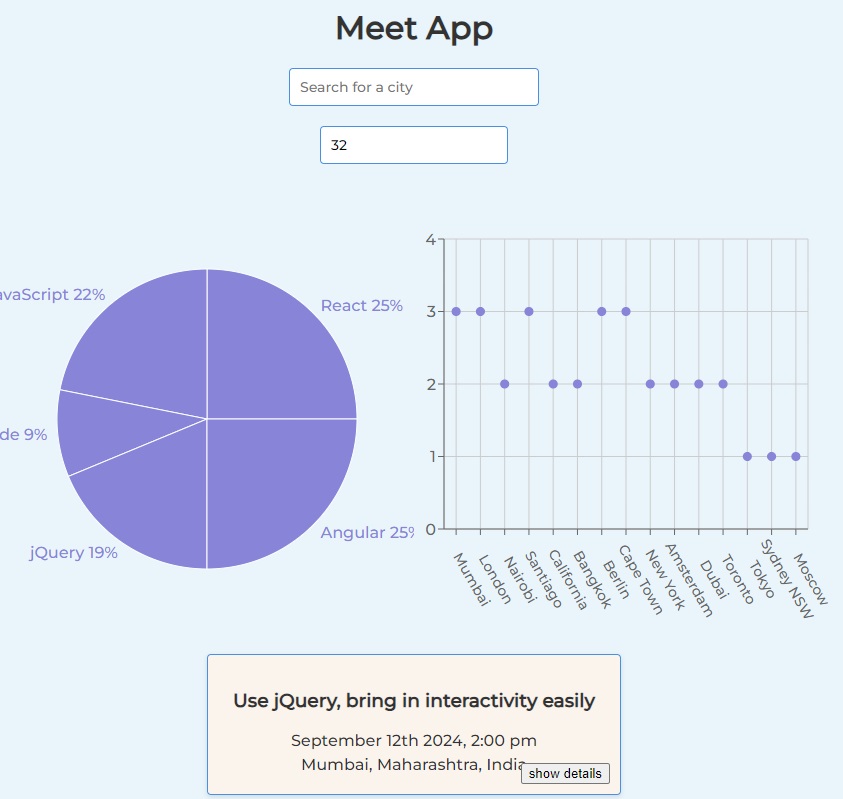 Meet App
Search for a city
32
avaScript 22%
React 25%
de 9%
jQuery 19%
Angular 25%
4
3
2
1
0
Mumbai
London
Nairobi
Santiago
California
Bangkok
Berlin
Cape Town
New York
Amsterdam
Dubai
Toronto
Tokyo
Sydney NSW
Moscow
Use jQuery, bring in interactivity easily
September 12th 2024, 2:00 pm
Mumbai, Maharashtra, India
show details